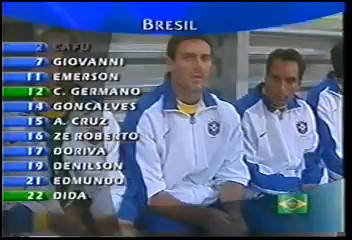 BRESIL
2 CAFU
7 GIOVANNI
11 EMERSON
12 C. GERMANO
14 GONCALVES
15 A. CRUZ
16 ZE ROBERTO
17 DORIVA
19 DENILSON
21 EDMUNDO
22 DIDA